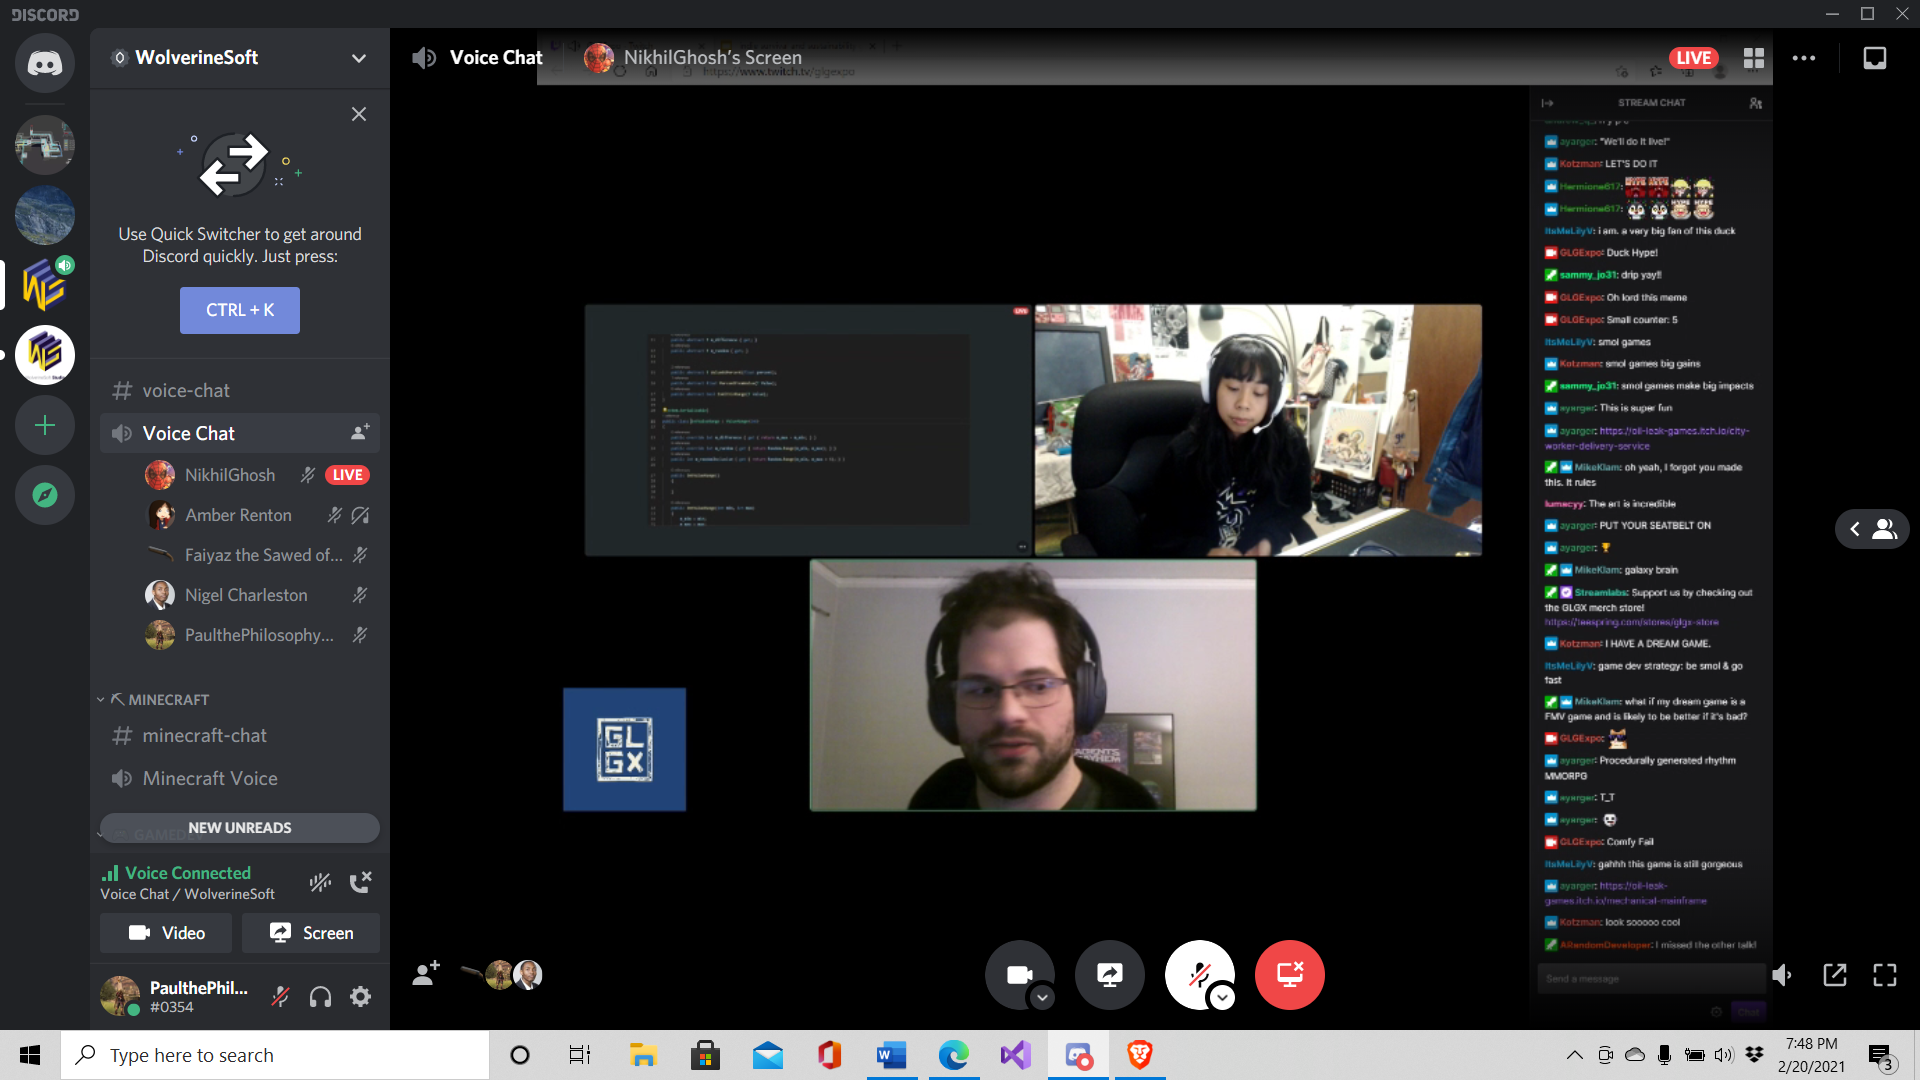 DISCORD
WolverineSoft
Use Quick Switcher to get around
Discord quickly. Just press:
CTRL + K
voice-chat
Voice Chat
NikhilGhosh
LIVE
Amber Renton
Faiyaz the Sawed of...
Nigel Charleston
PaulthePhilosophy...
MINECRAFT
minecraft-chat
Minecraft Voice
NEW UNREADS
Voice Connected
Voice Chat / WolverineSoft
Video
Screen
PaulthePhil...
#0354
Voice Chat
NikhilGhosh's Screen
https://www.twitch.tv/glgexpo
LIVE
LIVE
GL
GX
STREAM CHAT
ayarger: "We'll do it live!"
Kotzman: LET'S DO IT
Hermione617:
Hermione617:
ItsMeLilyV: i am. a very big fan of this duck
GLGExpo: Duck Hype!
sammy_jo31: drip yay!!
GLGExpo: Oh lord this meme
GLGExpo: Small counter: 5
ItsMeLilyV: smol games
Kotzman: smol games big gains
sammy_jo31: smol games make big impacts
ayarger: This is super fun
ayarger: https://oil-leak-games.itch.io/city-
worker-delivery-service
MikeKlam: oh yeah, I forgot you made
this. It rules
lumacyy: The art is incredible
ayarger: PUT YOUR SEATBELT ON
ayarger:
MikeKlam: galaxy brain
Streamlabs: Support us by checking out
the GLGX merch store!
https://teespring.com/stores/glgx-store
Kotzman: I HAVE A DREAM GAME.
ItsMeLilyV: game dev strategy: be smol & go
fast
MikeKlam: what if my dream game is a
FMV game and is likely to be better if it's bad?
GLGExpo:
ayarger: Procedurally generated rhythm
MMORPG
ayarger: T_T
ayarger:
GLGExpo: Comfy Fail
ItsMeLilyV: gahhh this game is still gorgeous
ayarger: https://oil-leak-
games.itch.io/mechanical-mainframe
Kotzman: look sooooo cool
ARandomDeveloper: I missed the other talk!
Send a message
Chat
Type here to search
7:48 PM
2/20/2021
3